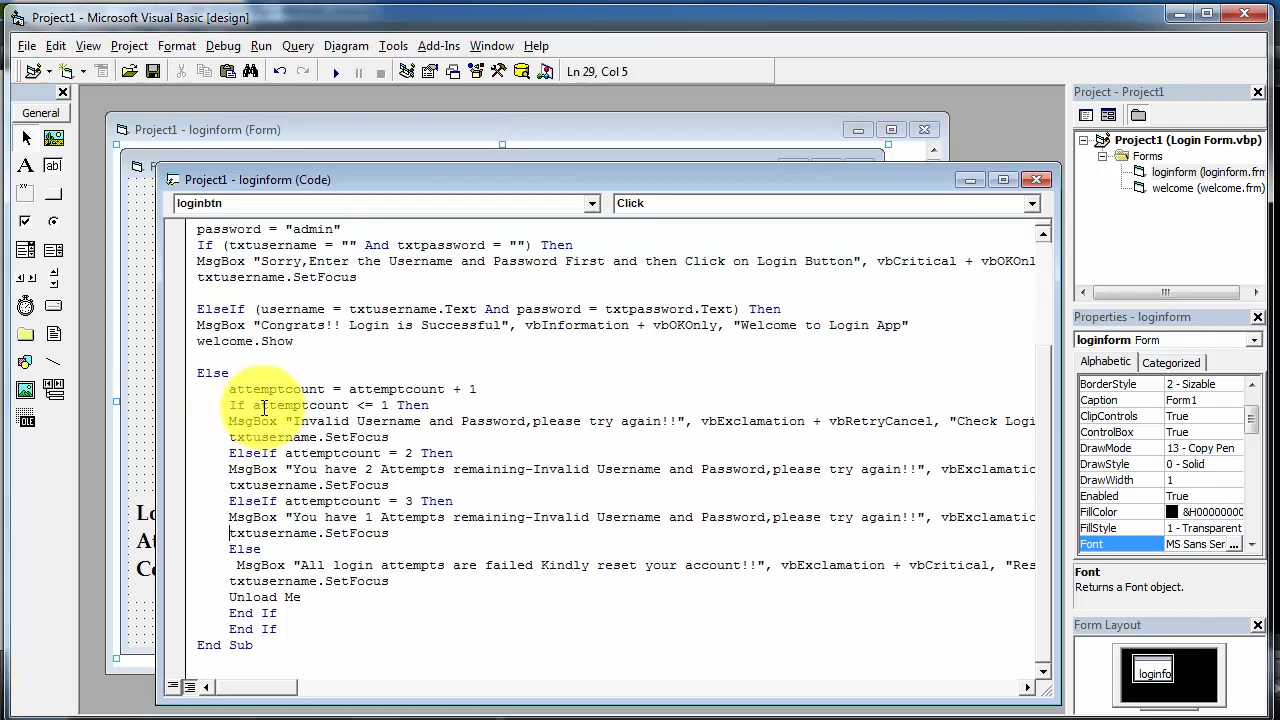 Project1 - Microsoft Visual Basic [design]
File Edit View Project Format Debug Run Query Diagram Tools Add-Ins Window Help
Ln 29, Col 5
General
Project1 - loginform (Form)
Project1 - loginform (Code)
loginbtn Click
password = "admin"
If (txtusername = "" And txtpassword = "") Then
MsgBox "Sorry,Enter the Username and Password First and then Click on Login Button", vbCritical + vbOKOnl
txtusername.SetFocus
ElseIf (username = txtusername.Text And password = txtpassword.Text) Then
MsgBox "Congrats!! Login is Successful", vbInformation + vbOKOnly, "Welcome to Login App"
welcome.Show
Else
attemptcount = attemptcount + 1
If attemptcount <= 1 Then
MsgBox "Invalid Username and Password,please try again!!", vbExclamation + vbRetryCancel, "Check Logi
txtusername.SetFocus
ElseIf attemptcount = 2 Then
MsgBox "You have 2 Attempts remaining-Invalid Username and Password,please try again!!", vbExclamatic
txtusername.SetFocus
ElseIf attemptcount = 3 Then
MsgBox "You have 1 Attempts remaining-Invalid Username and Password,please try again!!", vbExclamatic
txtusername.SetFocus
Else
MsgBox "All login attempts are failed Kindly reset your account!!", vbExclamation + vbCritical, "Res
txtusername.SetFocus
Unload Me
End If
End If
End Sub
Lo
At
Co
Project - Project1
Project1 (Login Form.vbp)
Forms
loginform (loginform.frm
welcome (welcome.frm)
Properties - loginform
loginform Form
Alphabetic Categorized
BorderStyle 2 - Sizable
Caption Form1
ClipControls True
ControlBox True
DrawMode 13 - Copy Pen
DrawStyle 0 - Solid
DrawWidth 1
Enabled True
FillColor &H00000000
FillStyle 1 - Transparent
Font MS Sans Ser ...
Font
Returns a Font object.
Form Layout
loginfo